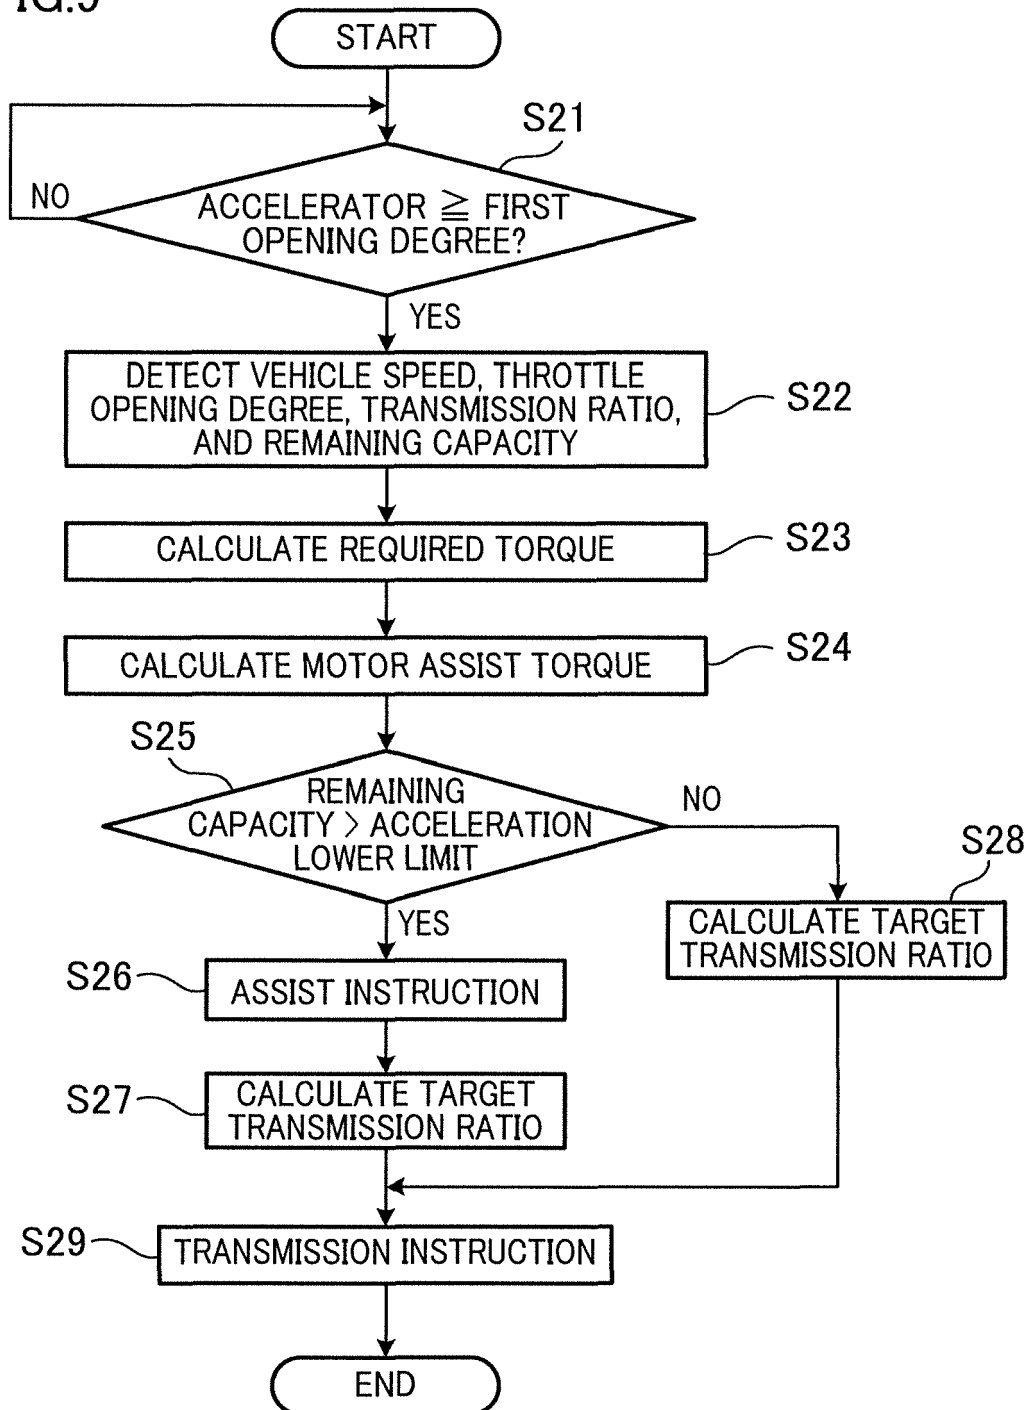 IG.9
START
S21
NO
ACCELERATOR ≧ FIRST
OPENING DEGREE?
YES
DETECT VEHICLE SPEED, THROTTLE
OPENING DEGREE, TRANSMISSION RATIO,
AND REMAINING CAPACITY
S22
CALCULATE REQUIRED TORQUE
S23
CALCULATE MOTOR ASSIST TORQUE
S24
S25
REMAINING
CAPACITY > ACCELERATION
LOWER LIMIT
NO
YES
S28
CALCULATE TARGET
TRANSMISSION RATIO
S26
ASSIST INSTRUCTION
S27
CALCULATE TARGET
TRANSMISSION RATIO
S29
TRANSMISSION INSTRUCTION
END